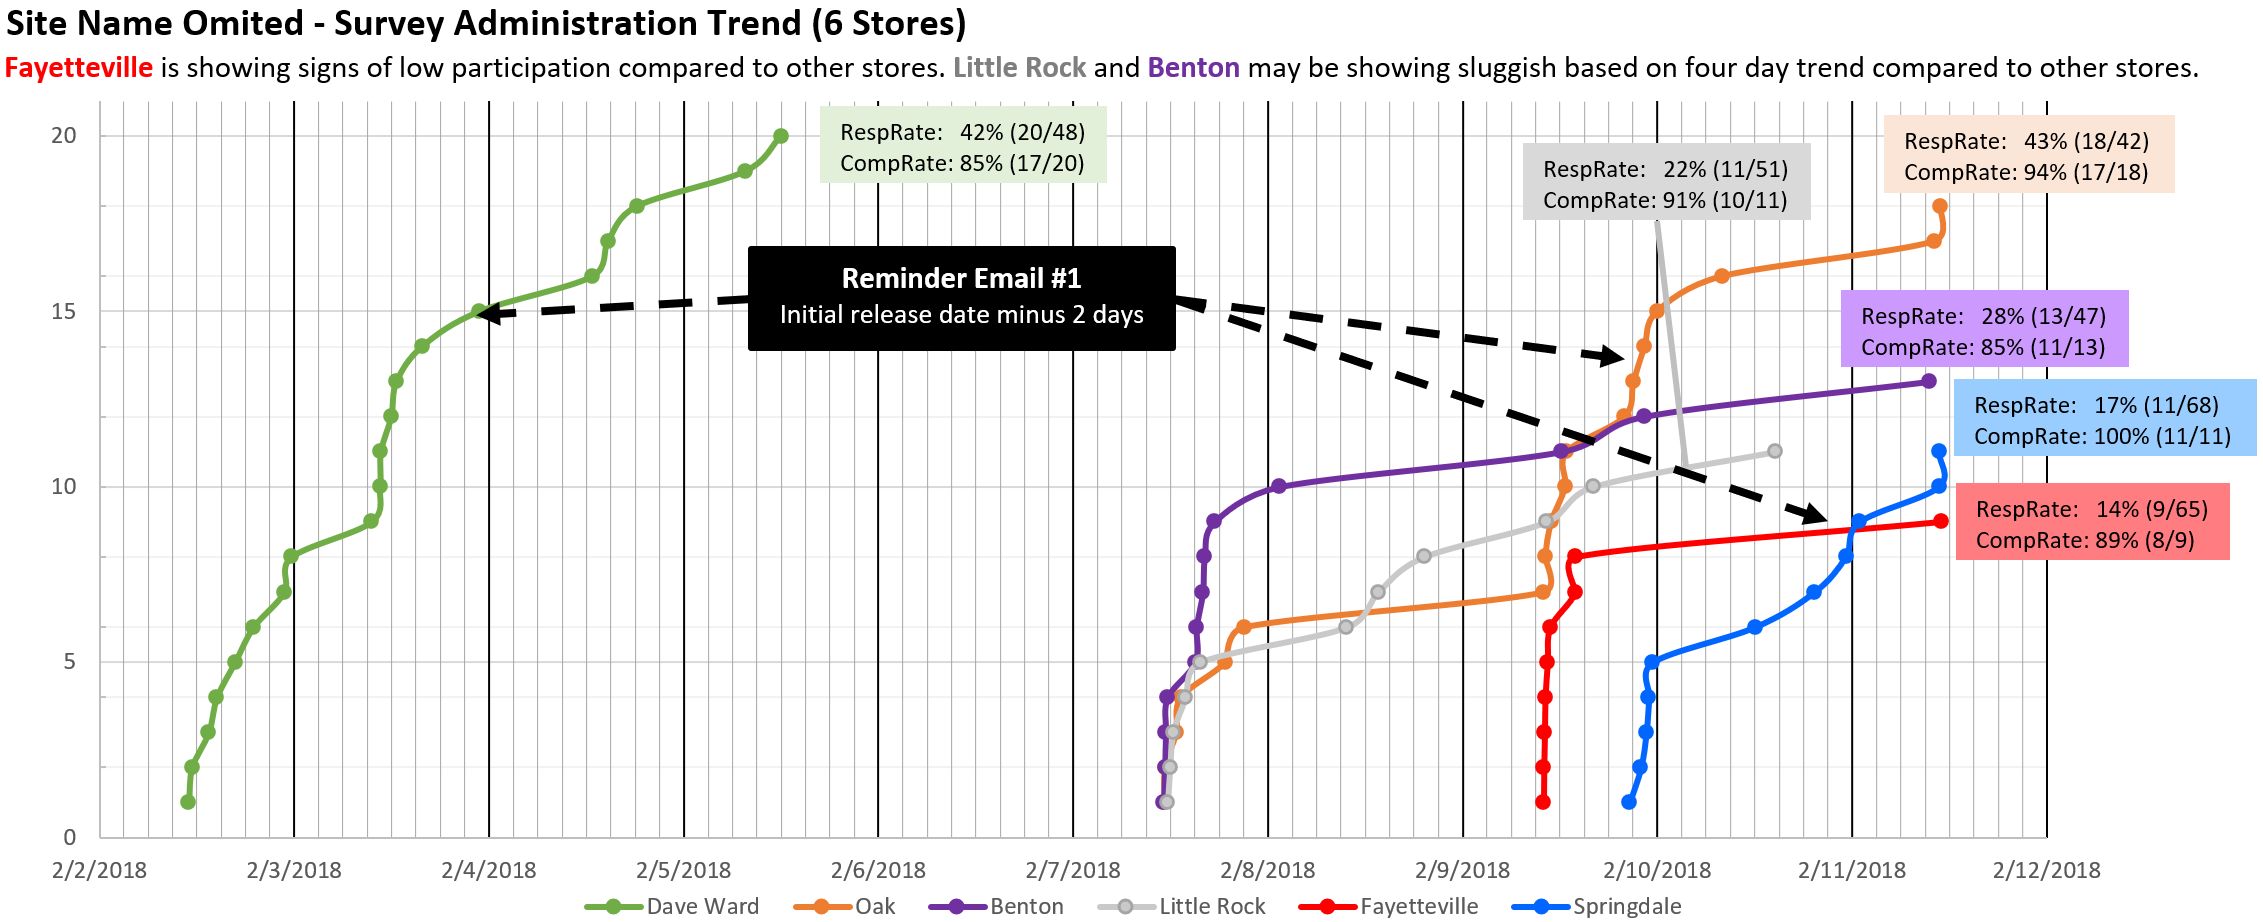 Site Name Omited - Survey Administration Trend (6 Stores)
Fayetteville is showing signs of low participation compared to other stores. Little Rock and Benton may be showing sluggish based on four day trend compared to other stores.
20
15
10
5
0
RespRate: 42% (20/48)
CompRate: 85% (17/20)
Reminder Email #1
Initial release date minus 2 days
RespRate: 22% (11/51)
CompRate: 91% (10/11)
RespRate: 43% (18/42)
CompRate: 94% (17/18)
RespRate: 28% (13/47)
CompRate: 85% (11/13)
RespRate: 17% (11/68)
CompRate: 100% (11/11)
RespRate: 14% (9/65)
CompRate: 89% (8/9)
2/2/2018 2/3/2018 2/4/2018 2/5/2018 2/6/2018 2/7/2018 2/8/2018 2/9/2018 2/10/2018 2/11/2018 2/12/2018
Dave Ward Oak Benton Little Rock Fayetteville Springdale